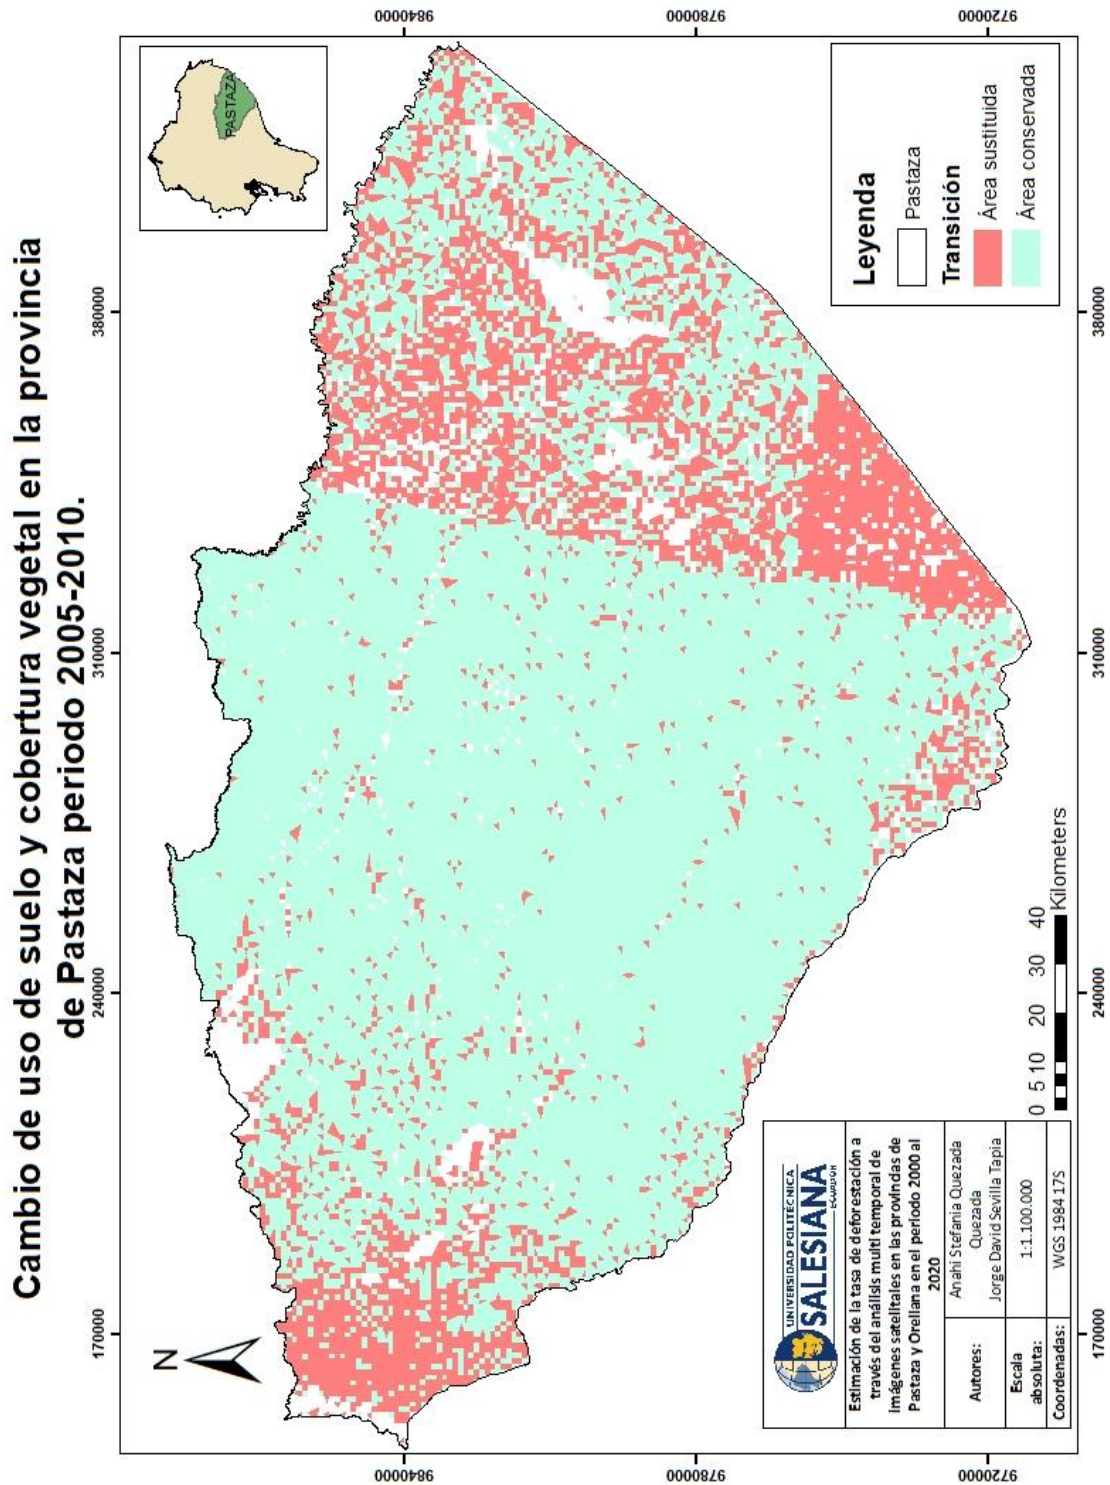 Cambio de uso de suelo y cobertura vegetal en la provincia
de Pastaza periodo 2005-2010.
170000
240000
310000
380000
9840000
9780000
9720000
9840000
9780000
9720000
170000
240000
310000
380000
N
PASTAZA
Leyenda
Pastaza
Transición
Área sustituida
Área conservada
0 5 10 20 30 40
Kilometers
UNIVERSIDAD POLITÉCNICA
SALESIANA
ECUADOR
Estimación de la tasa de deforestación a
través del análisis multi temporal de
imágenes satelitales en las provincias de
Pastaza y Orellana en el periodo 2000 al
2020
Autores:
Anahi Stefania Quezada
Quezada
Jorge David Sevilla Tapia
Escala
absoluta:
1:1.100.000
Coordenadas:
WGS 1984 17S